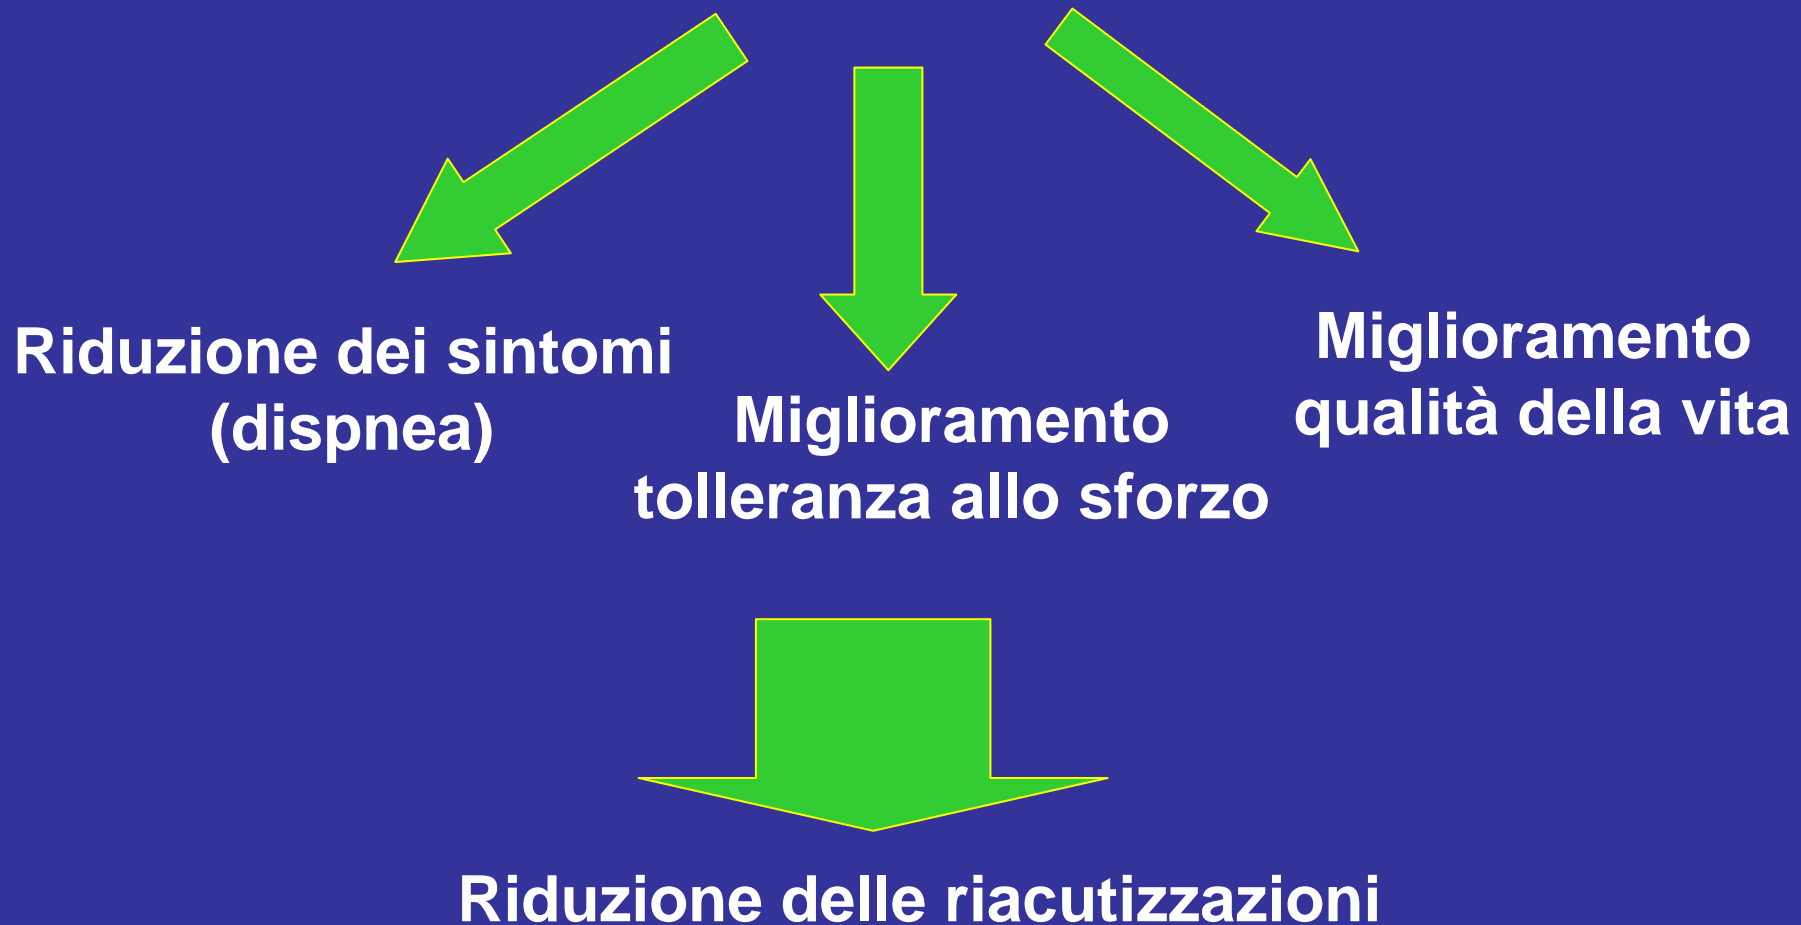 Riduzione dei sintomi
(dispnea)
Miglioramento
tolleranza allo sforzo
Miglioramento
qualità della vita
Riduzione delle riacutizzazioni